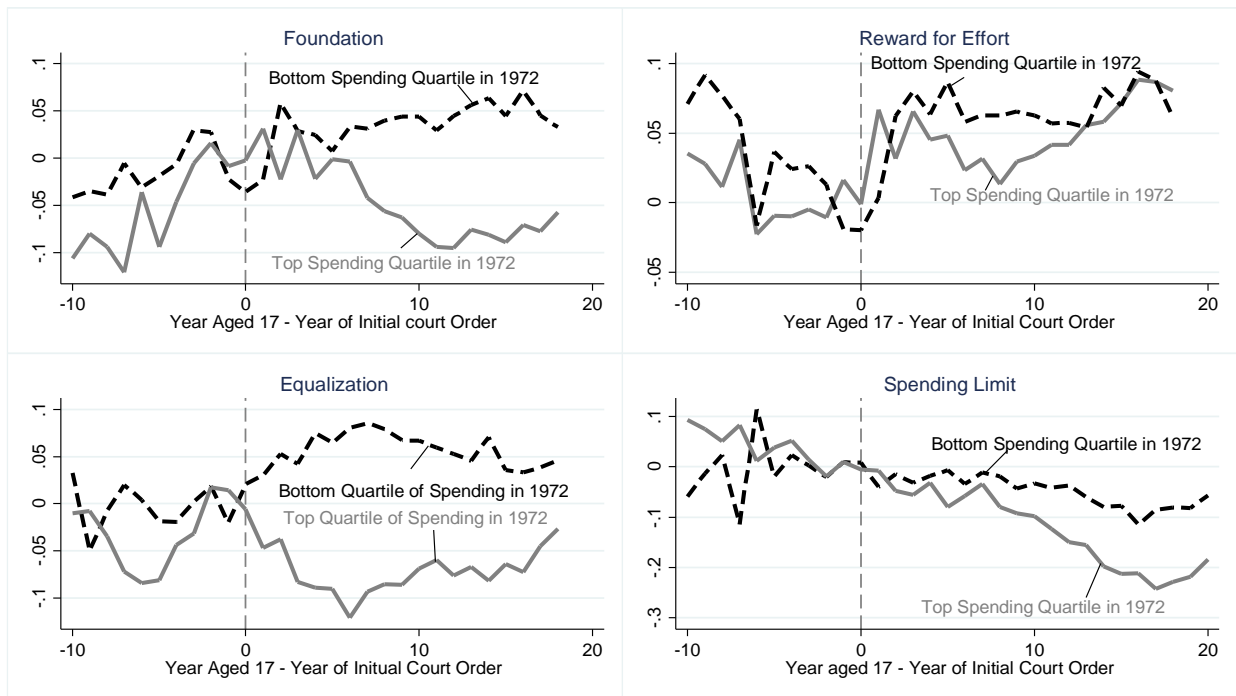 Foundation
.1
.05
0
-.05
-.1
Bottom Spending Quartile in 1972
Top Spending Quartile in 1972
-10 0 10 20
Year Aged 17 - Year of Initial court Order
Reward for Effort
.1
.05
0
-.05
Bottom Spending Quartile in 1972
Top Spending Quartile in 1972
-10 0 10 20
Year Aged 17 - Year of Initial Court Order
Equalization
.1
.05
0
-.05
-.1
Bottom Quartile of Spending in 1972
Top Quartile of Spending in 1972
-10 0 10 20
Year Aged 17 - Year of Initual Court Order
Spending Limit
.1
0
-.1
-.2
-.3
Bottom Spending Quartile in 1972
Top Spending Quartile in 1972
-10 0 10 20
Year aged 17 - Year of Initial Court Order